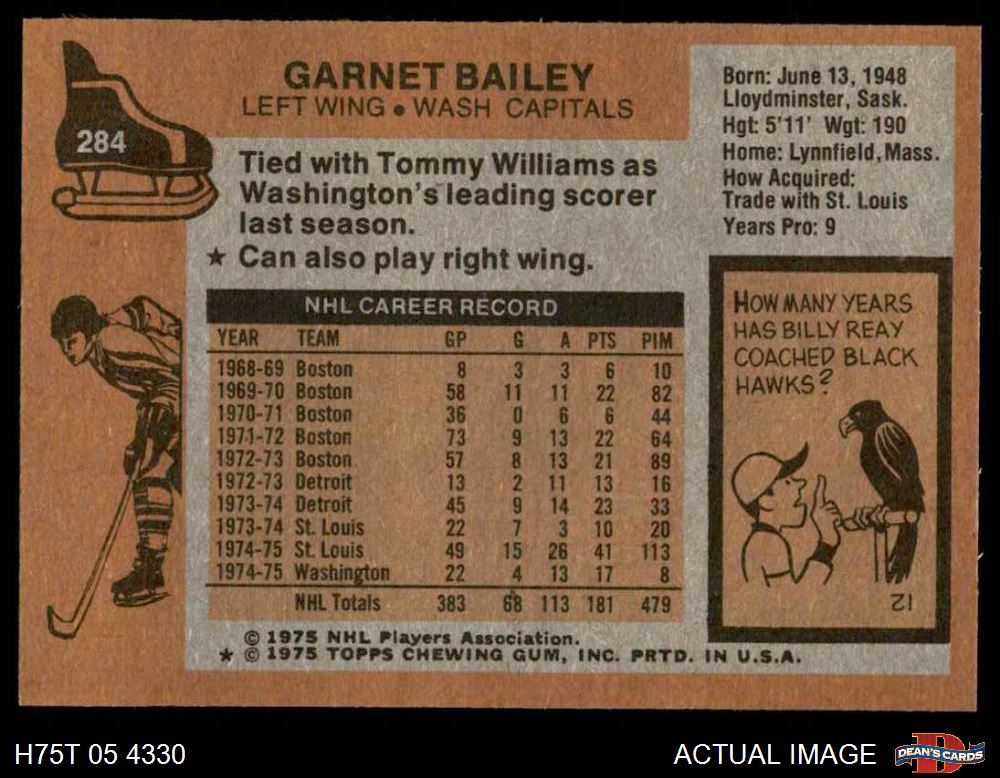 284
GARNET BAILEY
LEFT WING • WASH CAPITALS
Tied with Tommy Williams as
Washington's leading scorer
last season.
★ Can also play right wing.
Born: June 13, 1948
Lloydminster, Sask.
Hgt: 5'11' Wgt: 190
Home: Lynnfield, Mass.
How Acquired:
Trade with St. Louis
Years Pro: 9
NHL CAREER RECORD
YEAR TEAM GP G A PTS PIM
1968-69 Boston 8 3 3 6 10
1969-70 Boston 58 11 11 22 82
1970-71 Boston 36 0 6 6 44
1971-72 Boston 73 9 13 22 64
1972-73 Boston 57 8 13 21 89
1972-73 Detroit 13 2 11 13 16
1973-74 Detroit 45 9 14 23 33
1973-74 St. Louis 22 7 3 10 20
1974-75 St. Louis 49 15 26 41 113
1974-75 Washington 22 4 13 17 8
NHL Totals 383 68 113 181 479
HOW MANY YEARS
HAS BILLY REAY
COACHED BLACK
HAWKS?
12
© 1975 NHL Players Association.
★ © 1975 TOPPS CHEWING GUM, INC. PRTD. IN U.S.A.
H75T 05 4330
ACTUAL IMAGE
D
DEAN'S CARDS